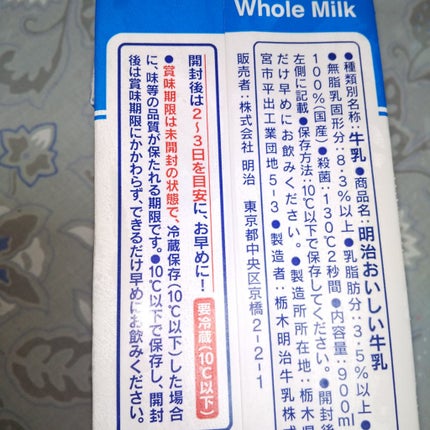 Whole Milk
●種類別名称:牛乳●商品名:明治おいしい牛乳
●無脂乳固形分:8.3%以上●乳脂肪分:3.5%以上●
100%(国産)●殺菌:130℃2秒間●内容量:900ml
左側に記載●保存方法:10℃以下で保存してください。●開封後
だけ早めにお飲みください。●製造所所在地:栃木県
宮市平出工業団地5-3●製造者:栃木明治牛乳株式
販売者:株式会社 明治 東京都中央区京橋2-2-1
開封後は2〜3日を目安に、お早めに! 要冷蔵(10℃以下)
●賞味期限は未開封の状態で、冷蔵保存(10℃以下)した場合
に、味等の品質が保たれる期限です。●10℃以下で保存し、開封
後は賞味期限にかかわらず、できるだけ早めにお飲みください。